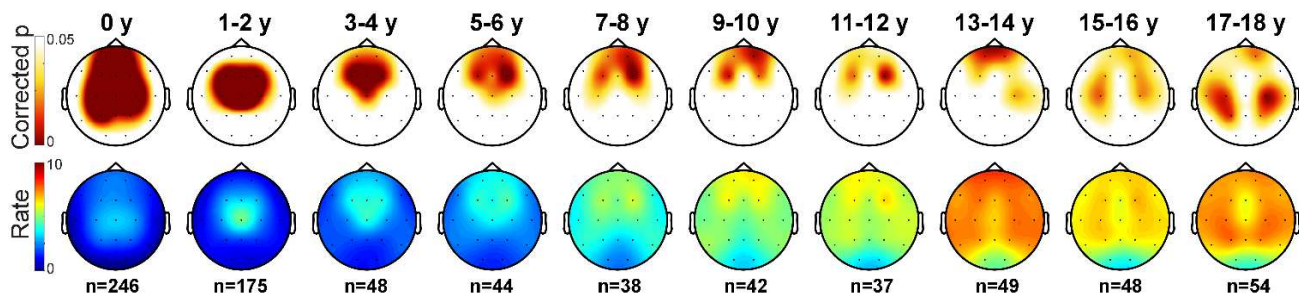 0 y 1-2 y 3-4 y 5-6 y 7-8 y 9-10 y 11-12 y 13-14 y 15-16 y 17-18 y
Corrected p
0.05
0
Rate
10
0
n=246 n=175 n=48 n=44 n=38 n=42 n=37 n=49 n=48 n=54